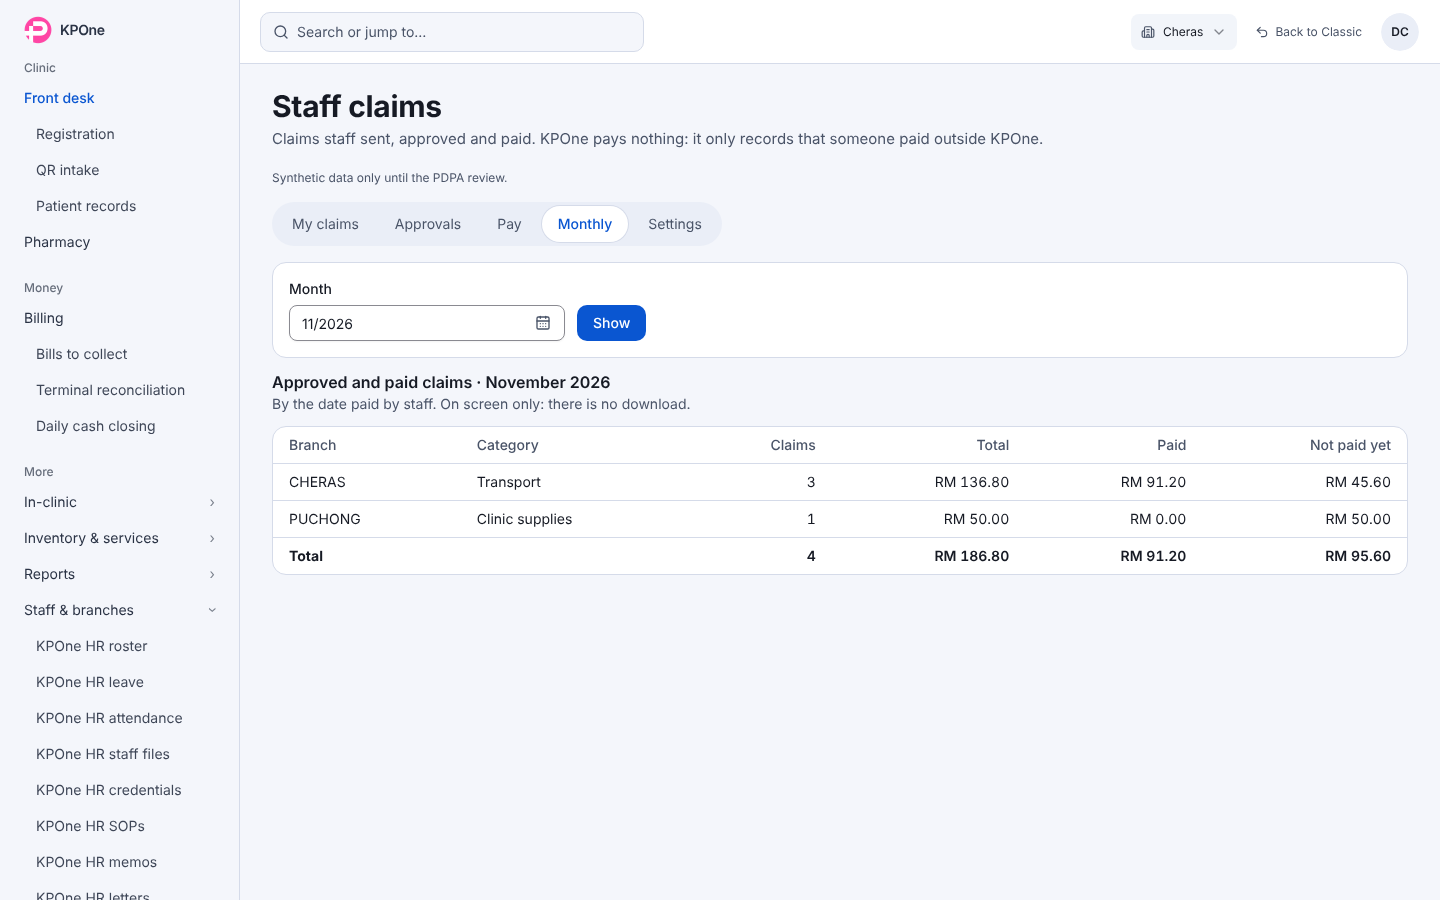 KPOne
Clinic
Front desk
Registration
QR intake
Patient records
Pharmacy
Money
Billing
Bills to collect
Terminal reconciliation
Daily cash closing
More
In-clinic
Inventory & services
Reports
Staff & branches
KPOne HR roster
KPOne HR leave
KPOne HR attendance
KPOne HR staff files
KPOne HR credentials
KPOne HR SOPs
KPOne HR memos
KPOne HR letters
Search or jump to...
Cheras
Back to Classic
DC
Staff claims
Claims staff sent, approved and paid. KPOne pays nothing: it only records that someone paid outside KPOne.
Synthetic data only until the PDPA review.
My claims Approvals Pay Monthly Settings
Month
11/2026 Show
Approved and paid claims · November 2026
By the date paid by staff. On screen only: there is no download.
Branch Category Claims Total Paid Not paid yet
CHERAS Transport 3 RM 136.80 RM 91.20 RM 45.60
PUCHONG Clinic supplies 1 RM 50.00 RM 0.00 RM 50.00
Total 4 RM 186.80 RM 91.20 RM 95.60